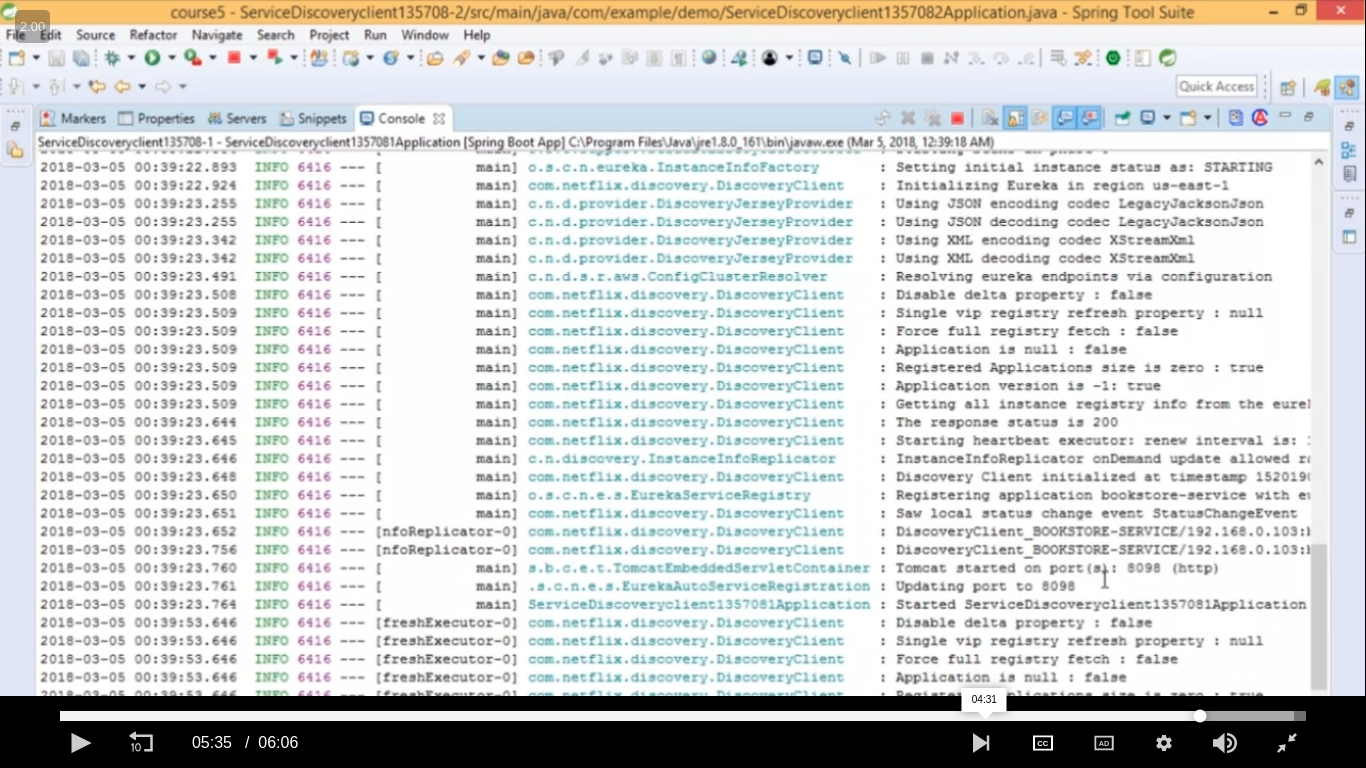 course5 - ServiceDiscoveryclient135708-2/src/main/java/com/example/demo/ServiceDiscoveryclient1357082Application.java - Spring Tool Suite
2.00
File Edit Source Refactor Navigate Search Project Run Window Help
Quick Access
Markers Properties Servers Snippets Console
ServiceDiscoveryclient135708-1 - ServiceDiscoveryclient1357081Application [Spring Boot App] C:\Program Files\Java\jre1.8.0_161\bin\javaw.exe (Mar 5, 2018, 12:39:18 AM)
2018-03-05 00:39:22.893 INFO 6416 --- [ main] o.s.c.n.eureka.InstanceInfoFactory : Setting initial instance status as: STARTING
2018-03-05 00:39:22.924 INFO 6416 --- [ main] com.netflix.discovery.DiscoveryClient : Initializing Eureka in region us-east-1
2018-03-05 00:39:23.255 INFO 6416 --- [ main] c.n.d.provider.DiscoveryJerseyProvider : Using JSON encoding codec LegacyJacksonJson
2018-03-05 00:39:23.255 INFO 6416 --- [ main] c.n.d.provider.DiscoveryJerseyProvider : Using JSON decoding codec LegacyJacksonJson
2018-03-05 00:39:23.342 INFO 6416 --- [ main] c.n.d.provider.DiscoveryJerseyProvider : Using XML encoding codec XStreamXml
2018-03-05 00:39:23.342 INFO 6416 --- [ main] c.n.d.provider.DiscoveryJerseyProvider : Using XML decoding codec XStreamXml
2018-03-05 00:39:23.491 INFO 6416 --- [ main] c.n.d.s.r.aws.ConfigClusterResolver : Resolving eureka endpoints via configuration
2018-03-05 00:39:23.508 INFO 6416 --- [ main] com.netflix.discovery.DiscoveryClient : Disable delta property : false
2018-03-05 00:39:23.509 INFO 6416 --- [ main] com.netflix.discovery.DiscoveryClient : Single vip registry refresh property : null
2018-03-05 00:39:23.509 INFO 6416 --- [ main] com.netflix.discovery.DiscoveryClient : Force full registry fetch : false
2018-03-05 00:39:23.509 INFO 6416 --- [ main] com.netflix.discovery.DiscoveryClient : Application is null : false
2018-03-05 00:39:23.509 INFO 6416 --- [ main] com.netflix.discovery.DiscoveryClient : Registered Applications size is zero : true
2018-03-05 00:39:23.509 INFO 6416 --- [ main] com.netflix.discovery.DiscoveryClient : Application version is -1: true
2018-03-05 00:39:23.509 INFO 6416 --- [ main] com.netflix.discovery.DiscoveryClient : Getting all instance registry info from the eure
2018-03-05 00:39:23.644 INFO 6416 --- [ main] com.netflix.discovery.DiscoveryClient : The response status is 200
2018-03-05 00:39:23.645 INFO 6416 --- [ main] com.netflix.discovery.DiscoveryClient : Starting heartbeat executor: renew interval is:
2018-03-05 00:39:23.646 INFO 6416 --- [ main] c.n.discovery.InstanceInfoReplicator : InstanceInfoReplicator onDemand update allowed
2018-03-05 00:39:23.648 INFO 6416 --- [ main] com.netflix.discovery.DiscoveryClient : Discovery Client initialized at timestamp 1520190
2018-03-05 00:39:23.650 INFO 6416 --- [ main] o.s.c.n.e.s.EurekaServiceRegistry : Registering application bookstore-service with
2018-03-05 00:39:23.651 INFO 6416 --- [ main] com.netflix.discovery.DiscoveryClient : Saw local status change event StatusChangeEvent
2018-03-05 00:39:23.652 INFO 6416 --- [nfoReplicator-0] com.netflix.discovery.DiscoveryClient : DiscoveryClient_BOOKSTORE-SERVICE/192.168.0.103:
2018-03-05 00:39:23.756 INFO 6416 --- [nfoReplicator-0] com.netflix.discovery.DiscoveryClient : DiscoveryClient_BOOKSTORE-SERVICE/192.168.0.103:
2018-03-05 00:39:23.760 INFO 6416 --- [ main] s.b.c.e.t.TomcatEmbeddedServletContainer : Tomcat started on port(s): 8098 (http)
2018-03-05 00:39:23.761 INFO 6416 --- [ main] .s.c.n.e.s.EurekaAutoServiceRegistration : Updating port to 8098
2018-03-05 00:39:23.764 INFO 6416 --- [ main] ServiceDiscoveryclient1357081Application : Started ServiceDiscoveryclient1357081Application
2018-03-05 00:39:53.646 INFO 6416 --- [freshExecutor-0] com.netflix.discovery.DiscoveryClient : Disable delta property : false
2018-03-05 00:39:53.646 INFO 6416 --- [freshExecutor-0] com.netflix.discovery.DiscoveryClient : Single vip registry refresh property : null
2018-03-05 00:39:53.646 INFO 6416 --- [freshExecutor-0] com.netflix.discovery.DiscoveryClient : Force full registry fetch : false
2018-03-05 00:39:53.646 INFO 6416 --- [freshExecutor-0] com.netflix.discovery.DiscoveryClient : Application is null : false
04:31
10 05:35 / 06:06 CC AD